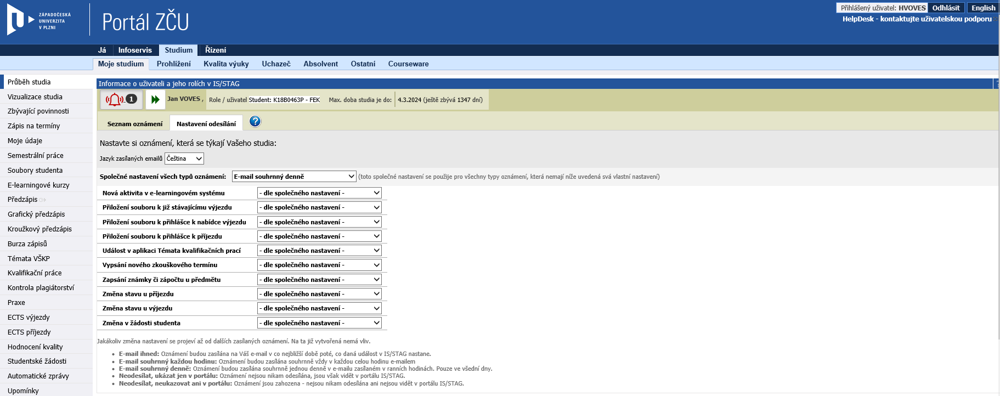 ZÁPADOČESKÁ
UNIVERZITA
V PLZNI
Portál ZČU
Přihlášený uživatel: HVOVES Odhlásit English
HelpDesk - kontaktujte uživatelskou podporu
Já Infoservis Studium Řízení
Moje studium Prohlížení Kvalita výuky Uchazeč Absolvent Ostatní Courseware
Průběh studia
Vizualizace studia
Zbývající povinnosti
Zápis na termíny
Moje údaje
Semestrální práce
Soubory studenta
E-learningové kurzy
Předzápis
Grafický předzápis
Kroužkový předzápis
Burza zápisů
Témata VŠKP
Kvalifikační práce
Kontrola plagiátorství
Praxe
ECTS výjezdy
ECTS příjezdy
Hodnocení kvality
Studentské žádosti
Automatické zprávy
Upomínky
Informace o uživateli a jeho rolích v IS/STAG
1 Jan VOVES , Role / uživatel Student: K18B0463P - FEK Max. doba studia je do: 4.3.2024 (ještě zbývá 1347 dní)
Seznam oznámení Nastavení odesílání ?
Nastavte si oznámení, která se týkají Vašeho studia:
Jazyk zasílaných emailů Čeština
Společné nastavení všech typů oznámení: E-mail souhrnný denně (toto společné nastavení se použije pro všechny typy oznámení, která nemají níže uvedená svá vlastní nastavení)
Nová aktivita v e-learningovém systému - dle společného nastavení -
Přiložení souboru k již stávajícímu výjezdu - dle společného nastavení -
Přiložení souboru k přihlášce k nabídce výjezdu - dle společného nastavení -
Přiložení souboru k přihlášce k příjezdu - dle společného nastavení -
Událost v aplikaci Témata kvalifikačních prací - dle společného nastavení -
Vypsání nového zkouškového termínu - dle společného nastavení -
Zapsání známky či zápočtu u předmětu - dle společného nastavení -
Změna stavu u příjezdu - dle společného nastavení -
Změna stavu u výjezdu - dle společného nastavení -
Změna v žádosti studenta - dle společného nastavení -
Jakákoliv změna nastavení se projeví až od dalších zasílaných oznámení. Na ta již vytvořená nemá vliv.
• E-mail ihned: Oznámení budou zasílána na Váš e-mail v co nejbližší době poté, co daná událost v IS/STAG nastane.
• E-mail souhrnný každou hodinu: Oznámení budou zasílána souhrnně vždy v každou celou hodinu e-mailem
• E-mail souhrnný denně: Oznámení budou zasílána souhrnně jednou denně v e-mailu zasílaném v ranních hodinách. Pouze ve všední dny.
• Neodesílat, ukázat jen v portálu: Oznámení nejsou nikam odesílána, jsou však vidět v portálu IS/STAG.
• Neodesílat, neukazovat ani v portálu: Oznámení jsou zahozena - nejsou nikam odesílána ani nejsou vidět v portálu IS/STAG.